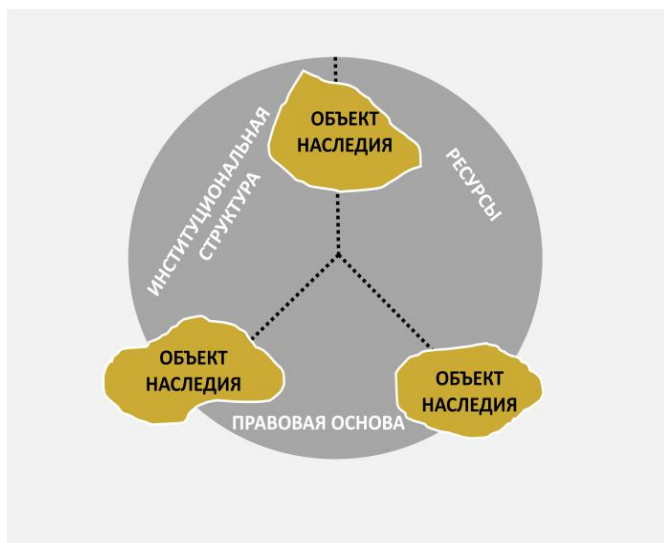 ОБЪЕКТ
НАСЛЕДИЯ
ИНСТИТУЦИОНАЛЬНАЯ
СТРУКТУРА
РЕСУРСЫ
ОБЪЕКТ
НАСЛЕДИЯ
ОБЪЕКТ
НАСЛЕДИЯ
ПРАВОВАЯ ОСНОВА